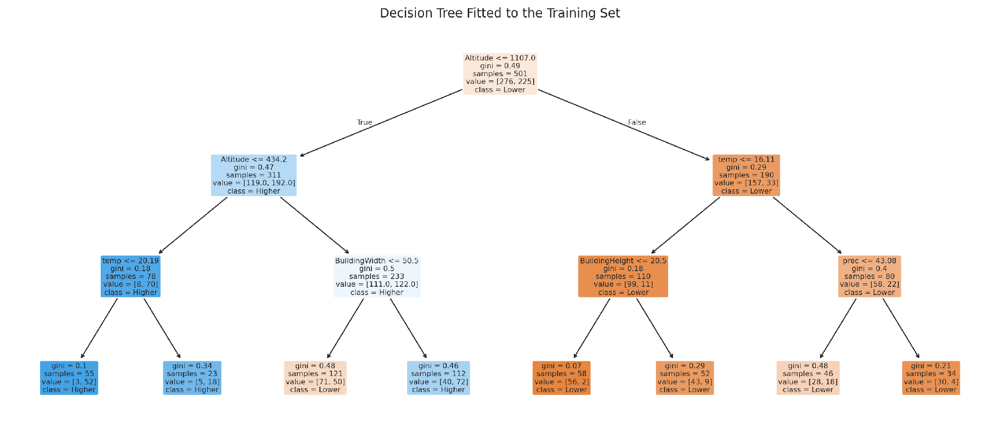 Decision Tree Fitted to the Training Set
Altitude <= 1107.0
gini = 0.49
samples = 501
value = [276, 225]
class = Lower
True
False
Altitude <= 434.2
gini = 0.47
samples = 311
value = [119.0, 192.0]
class = Higher
temp <= 16.11
gini = 0.29
samples = 190
value = [157, 33]
class = Lower
temp <= 20.19
gini = 0.18
samples = 78
value = [8, 70]
class = Higher
BuildingWidth <= 50.5
gini = 0.5
samples = 233
value = [111.0, 122.0]
class = Higher
BuildingHeight <= 20.5
gini = 0.18
samples = 110
value = [99, 11]
class = Lower
prec <= 43.08
gini = 0.4
samples = 80
value = [58, 22]
class = Lower
gini = 0.1
samples = 55
value = [3, 52]
class = Higher
gini = 0.34
samples = 23
value = [5, 18]
class = Higher
gini = 0.48
samples = 121
value = [71, 50]
class = Lower
gini = 0.46
samples = 112
value = [40, 72]
class = Higher
gini = 0.07
samples = 58
value = [56, 2]
class = Lower
gini = 0.29
samples = 52
value = [43, 9]
class = Lower
gini = 0.48
samples = 46
value = [28, 18]
class = Lower
gini = 0.21
samples = 34
value = [30, 4]
class = Lower